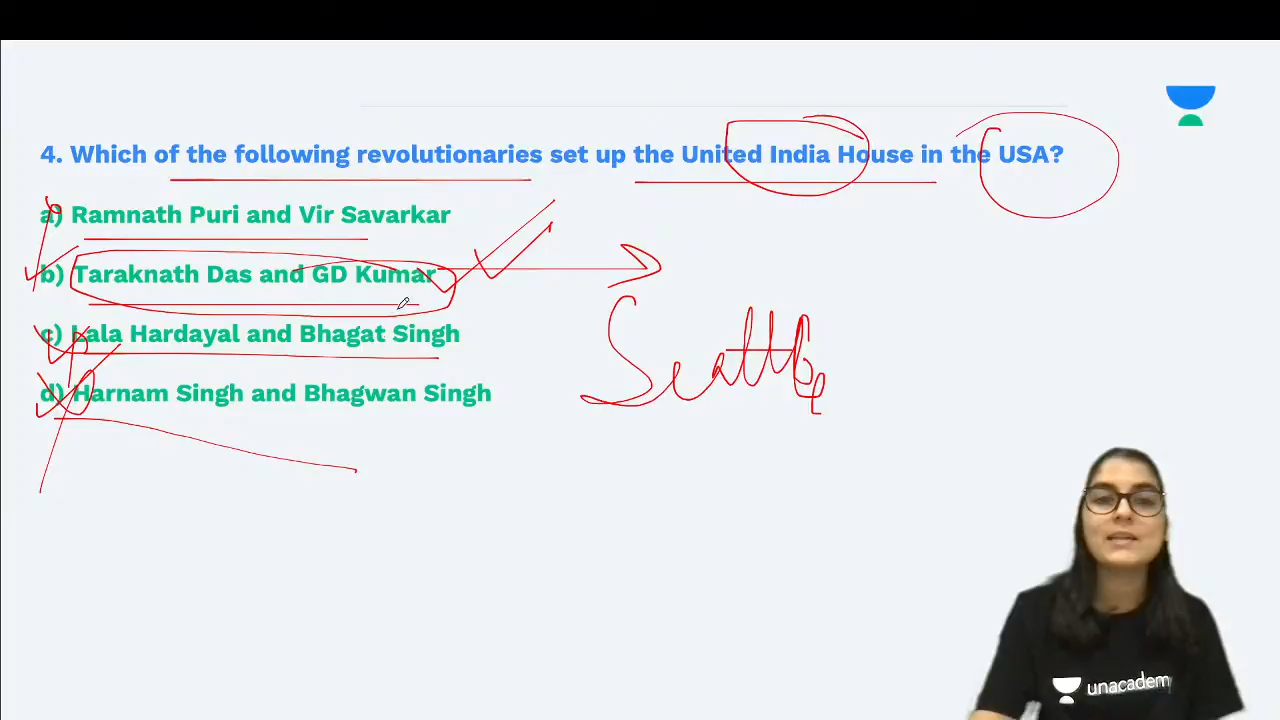 4. Which of the following revolutionaries set up the United India House in the USA?
a) Ramnath Puri and Vir Savarkar
b) Taraknath Das and GD Kumar
c) Lala Hardayal and Bhagat Singh
d) Harnam Singh and Bhagwan Singh
Seattle
unacademy